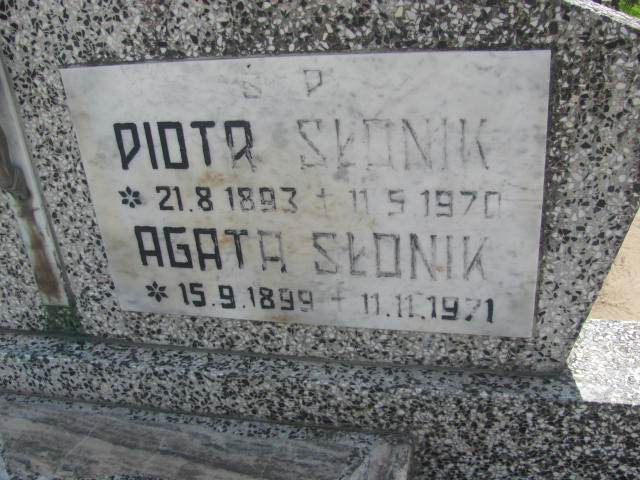 Ś P
PIOTR SŁONIK
* 21.8 1893 + 11 5 1970
AGATA SŁONIK
* 15.9.1899 + 11.11.1971